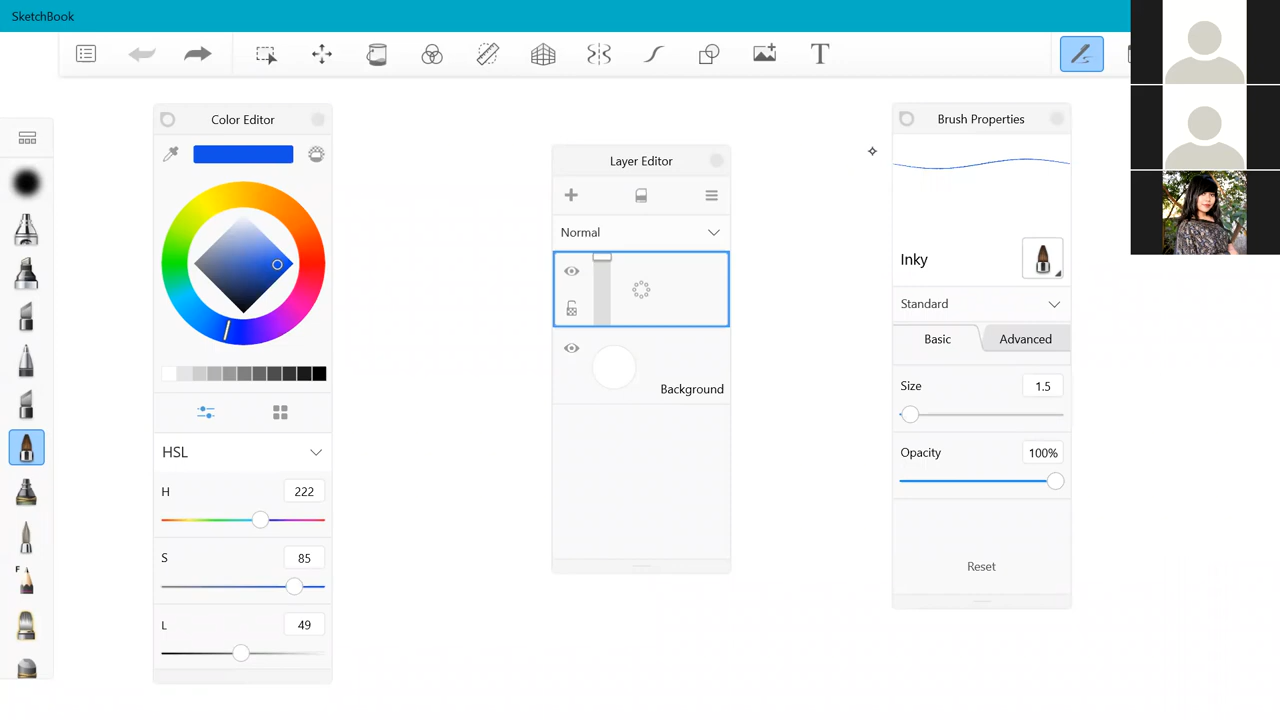 SketchBook
T
Color Editor
HSL
H 222
S 85
L 49
Layer Editor
Normal
Background
Brush Properties
Inky
Standard
Basic Advanced
Size 1.5
Opacity 100%
Reset
F